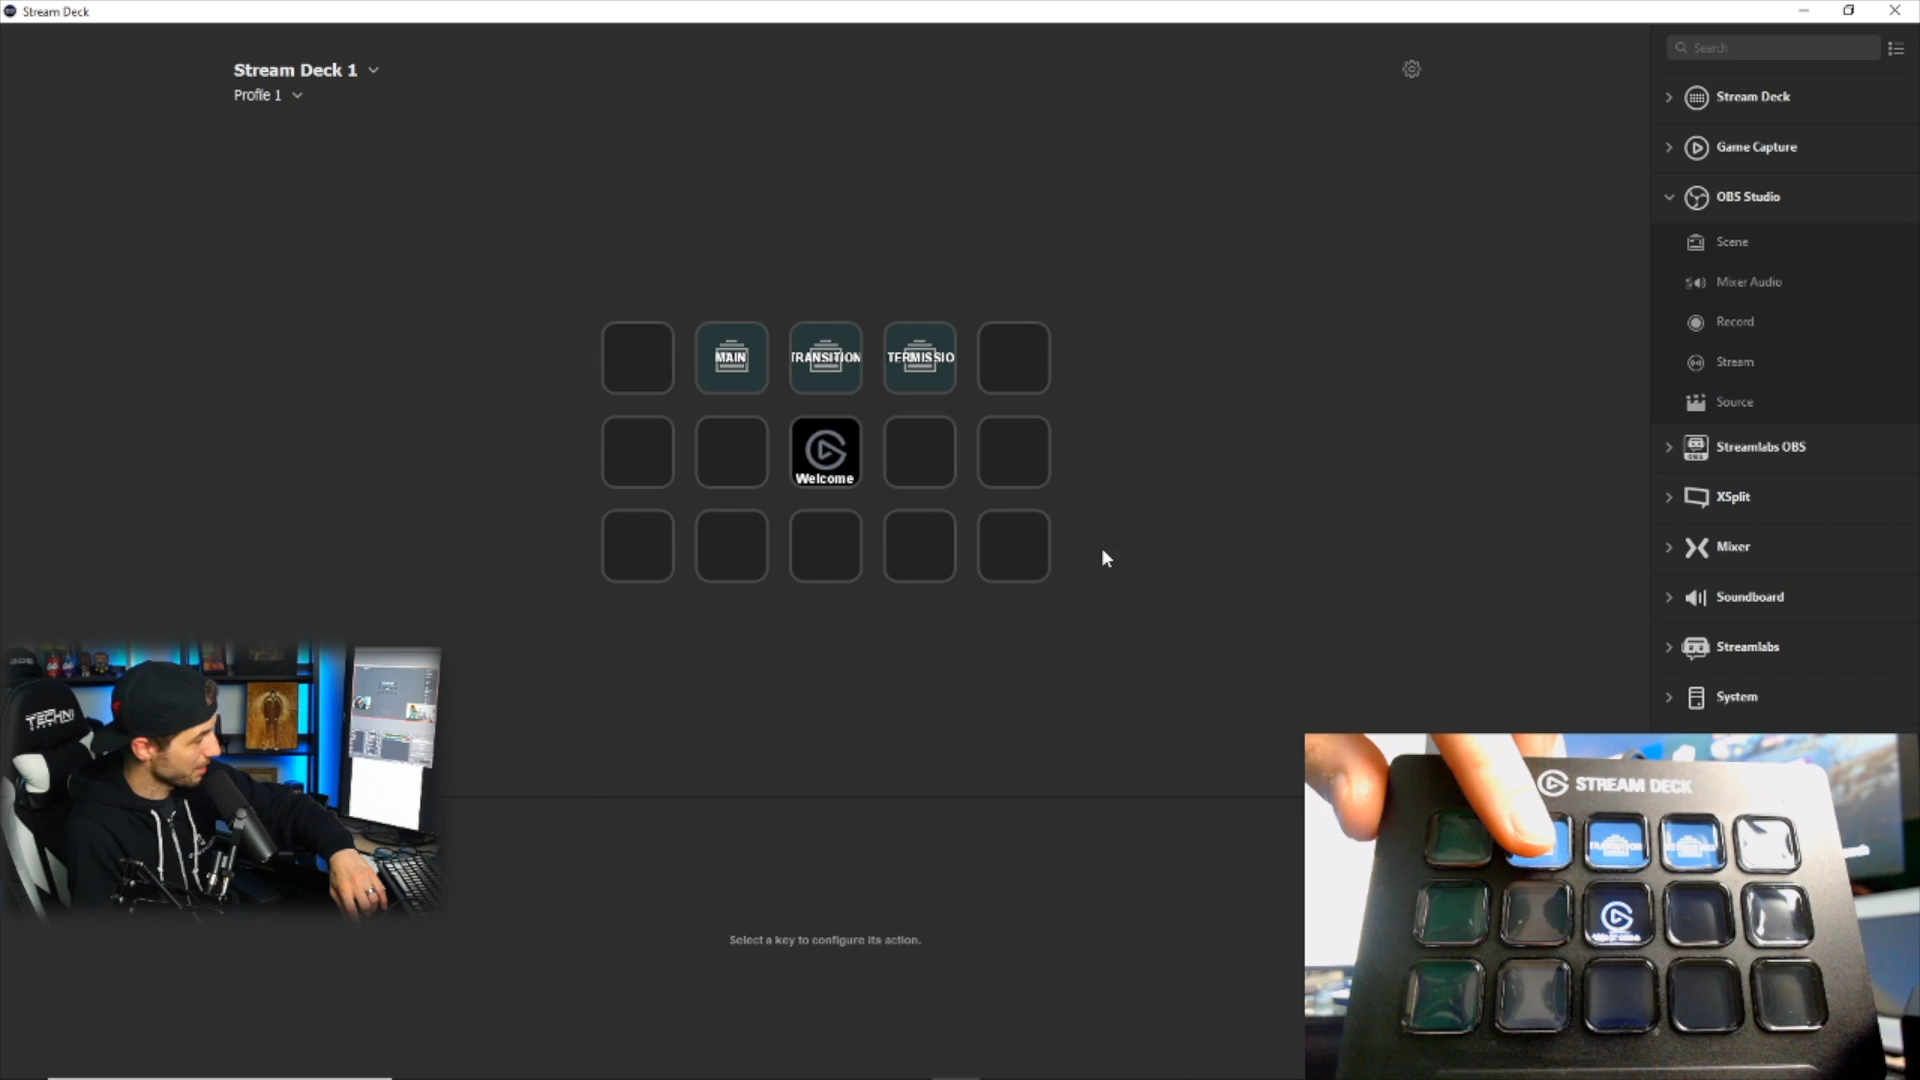 Stream Deck
Stream Deck 1
Profile 1
Search
Stream Deck
Game Capture
OBS Studio
Scene
Mixer Audio
Record
Stream
Source
Streamlabs OBS
XSplit
Mixer
Soundboard
Streamlabs
System
MAIN
TRANSITION
TERMISSIO
Welcome
Select a key to configure its action.
TECHNI
STREAM DECK